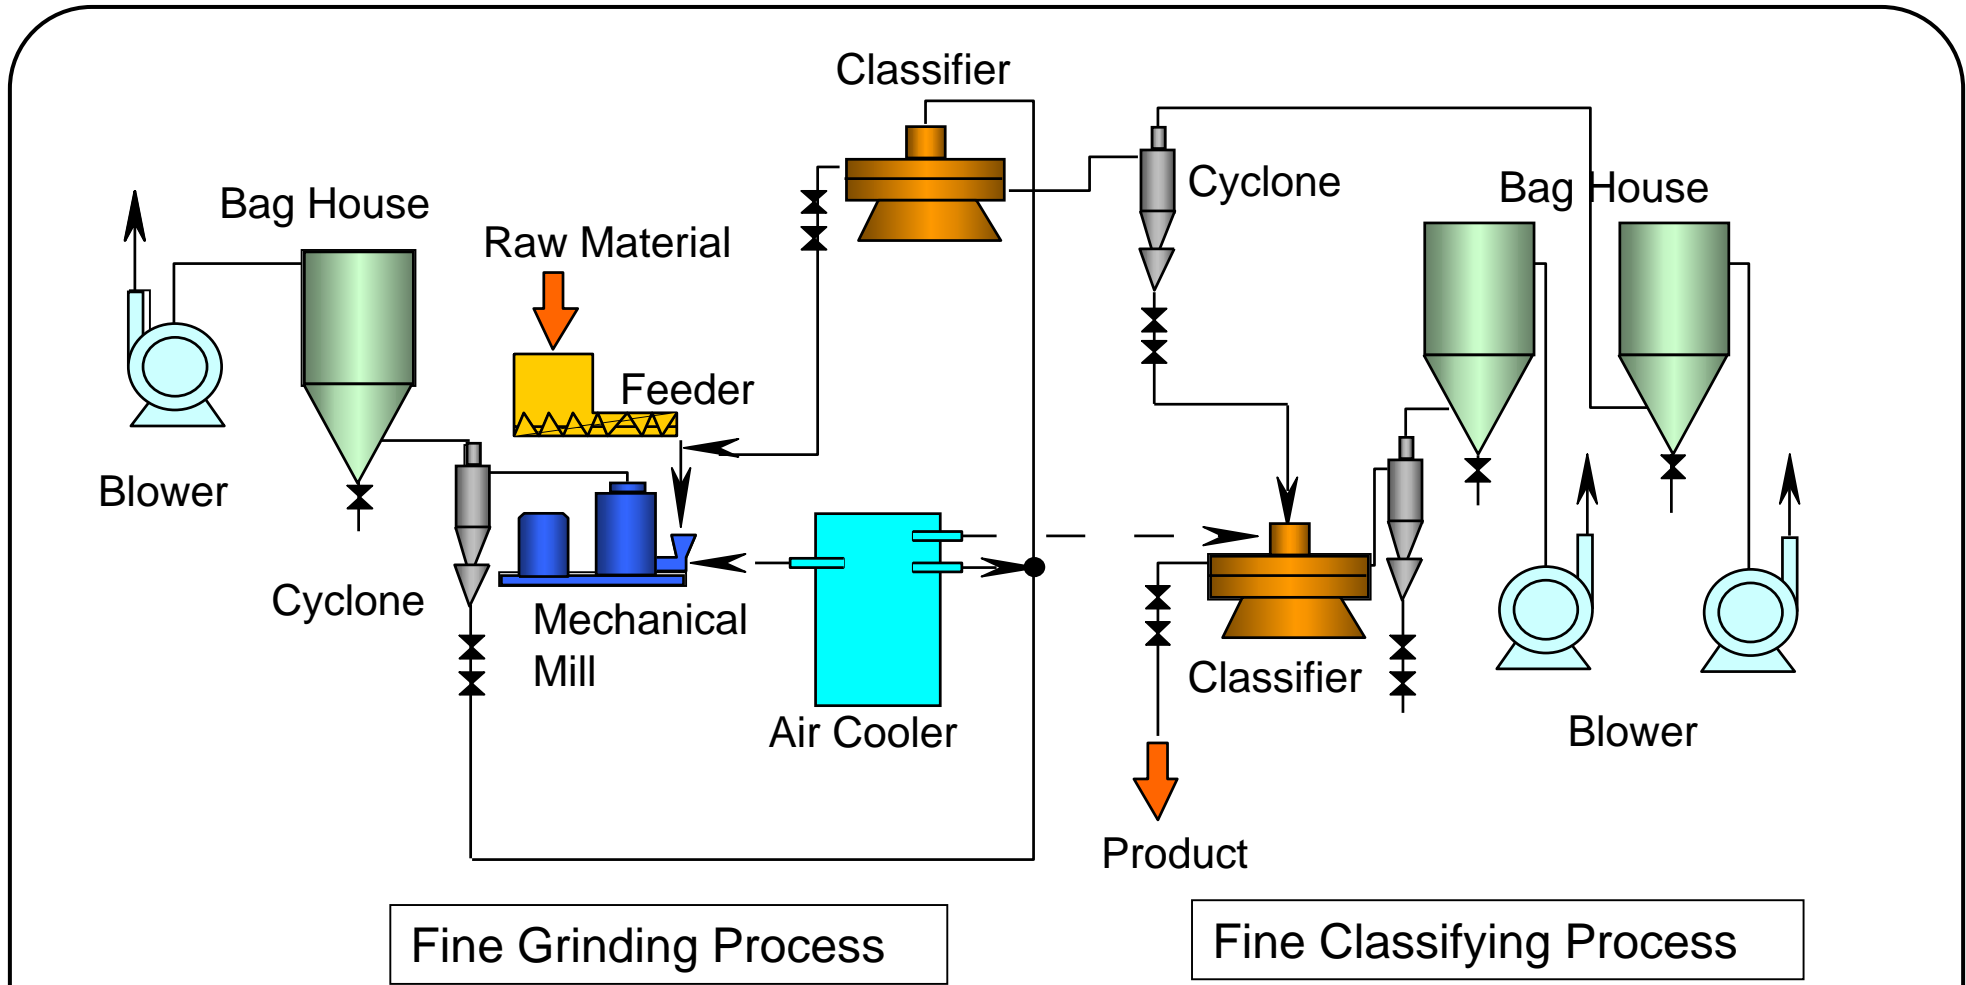 Classifier
Cyclone
Bag House
Bag House
Raw Material
Feeder
Blower
Cyclone
Mechanical
Mill
Air Cooler
Classifier
Blower
Product
Fine Grinding Process
Fine Classifying Process